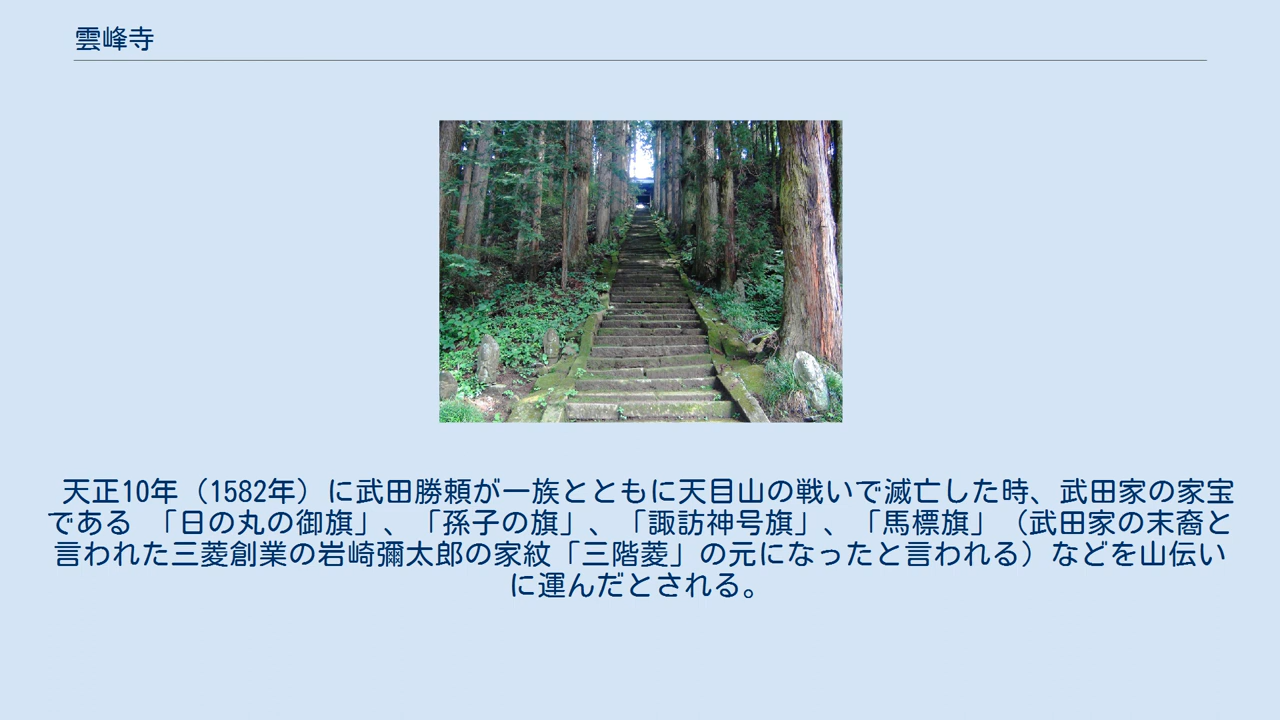 雲峰寺
天正10年（1582年）に武田勝頼が一族とともに天目山の戦いで滅亡した時、武田家の家宝
である 「日の丸の御旗」、「孫子の旗」、「諏訪神号旗」、「馬標旗」（武田家の末裔と
言われた三菱創業の岩崎彌太郎の家紋「三階菱」の元になったと言われる）などを山伝い
に運んだとされる。